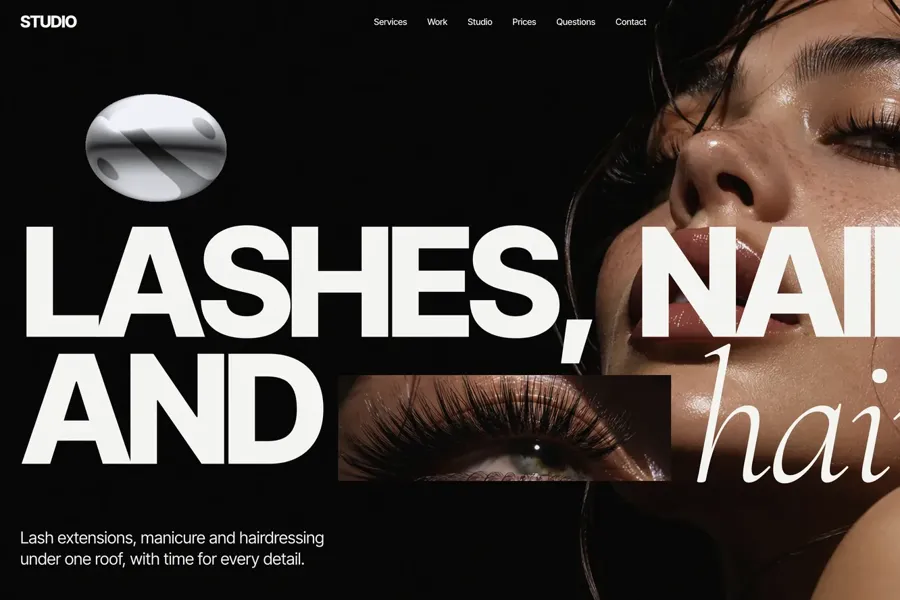 STUDIO
Services Work Studio Prices Questions Contact
LASHES, NAI
AND hai
Lash extensions, manicure and hairdressing
under one roof, with time for every detail.